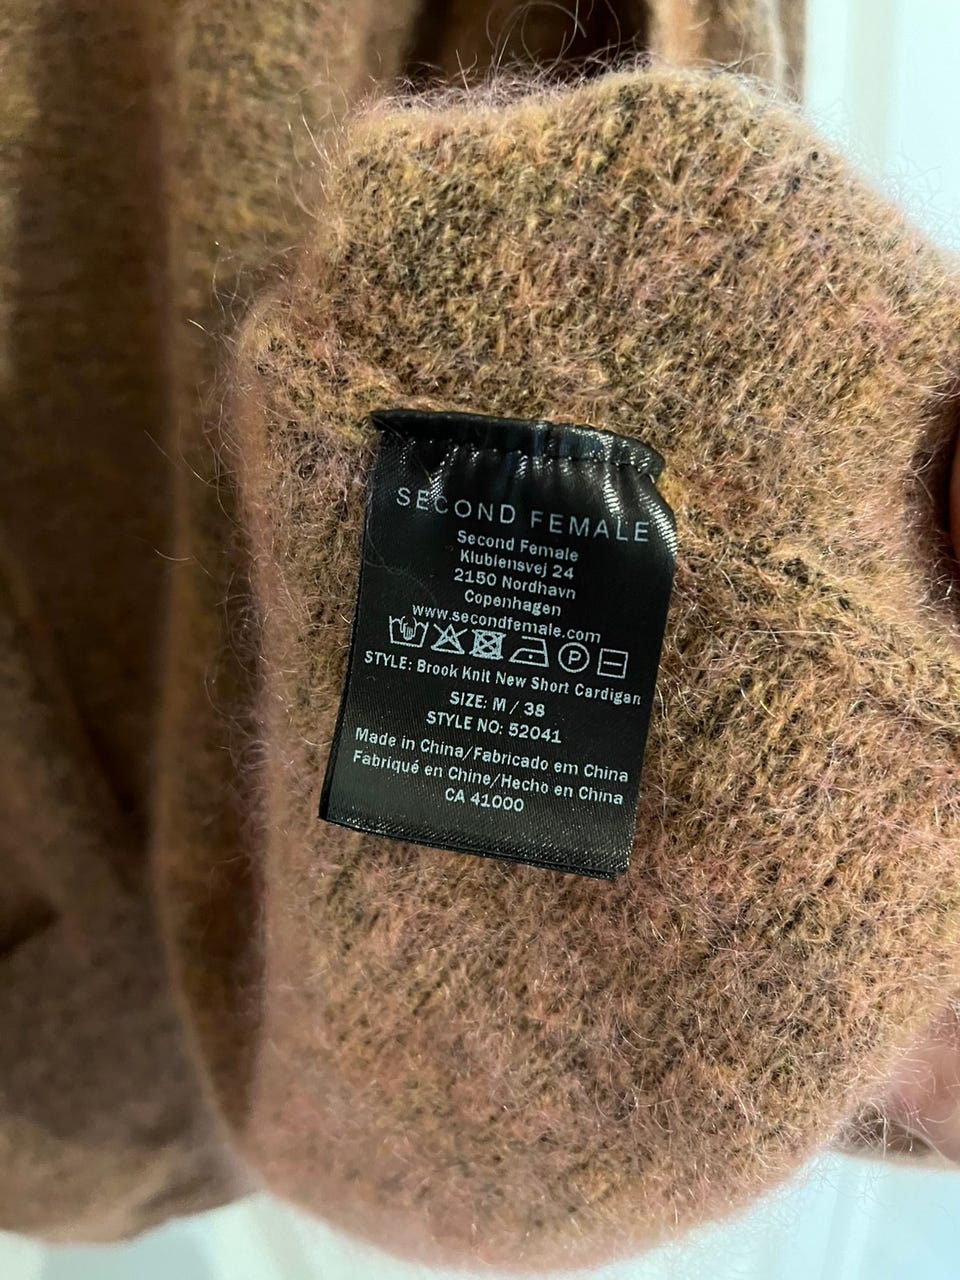 SECOND FEMALE
Second Female
Klubiensvej 24
2150 Nordhavn
Copenhagen
www.secondfemale.com
P
STYLE: Brook Knit New Short Cardigan
SIZE: M / 38
STYLE NO: 52041
Made in China/Fabricado em China
Fabriqué en Chine/Hecho en China
CA 41000